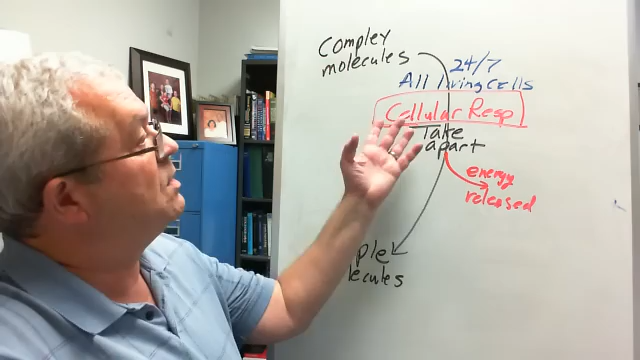 Complex
molecules
24/7
All living cells
Cellular Resp
Take
apart
energy
released
ple
lecules